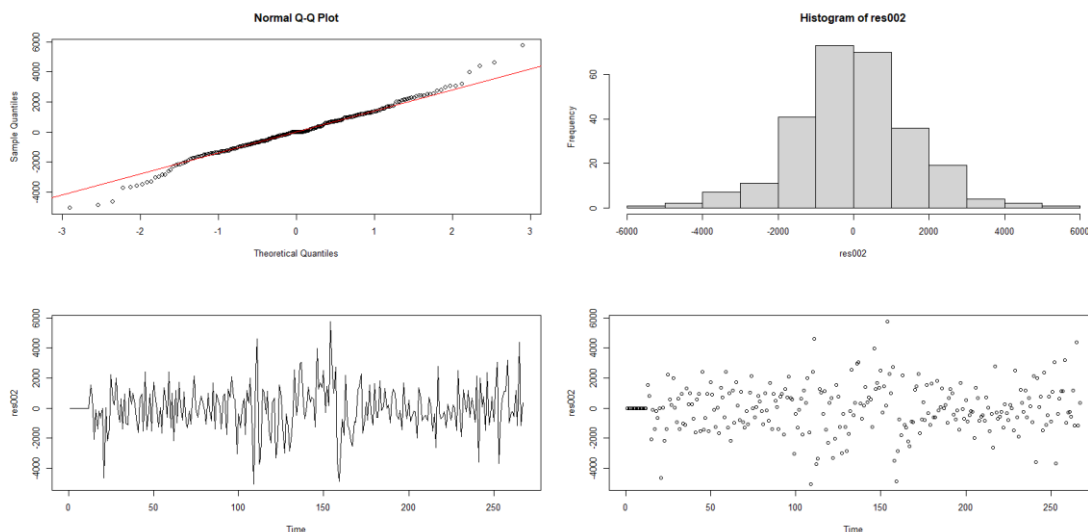 Normal Q-Q Plot
Sample Quantiles
-4000 -2000 0 2000 4000 6000
-3 -2 -1 0 1 2 3
Theoretical Quantiles
Histogram of res002
Frequency
0 20 40 60
-6000 -4000 -2000 0 2000 4000 6000
res002
res002
-4000 -2000 0 2000 4000 6000
0 50 100 150 200 250
Time
res002
-4000 -2000 0 2000 4000 6000
0 50 100 150 200 250
Time